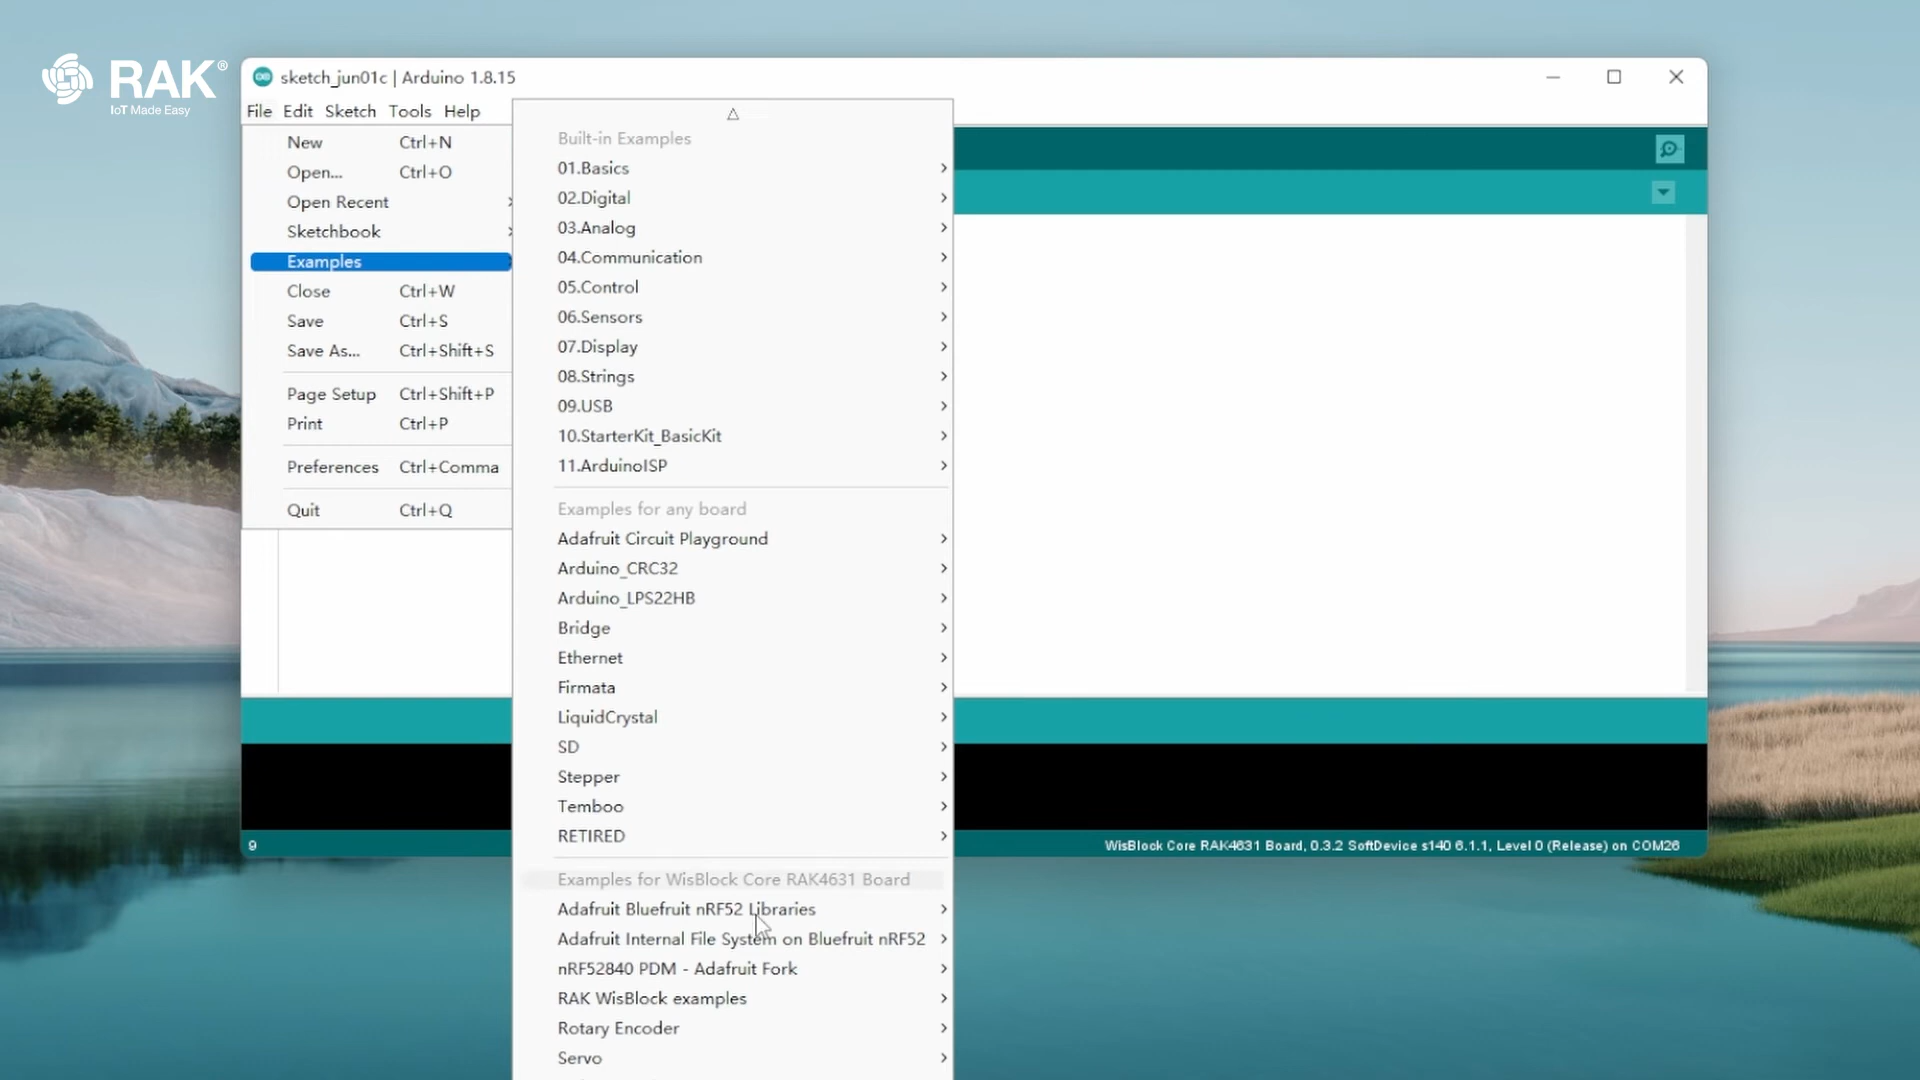 RAK®
IoT Made Easy
sketch_jun01c | Arduino 1.8.15
File Edit Sketch Tools Help
New Ctrl+N
Open... Ctrl+O
Open Recent
Sketchbook
Examples
Close Ctrl+W
Save Ctrl+S
Save As... Ctrl+Shift+S
Page Setup Ctrl+Shift+P
Print Ctrl+P
Preferences Ctrl+Comma
Quit Ctrl+Q
Built-in Examples
01.Basics
02.Digital
03.Analog
04.Communication
05.Control
06.Sensors
07.Display
08.Strings
09.USB
10.StarterKit_BasicKit
11.ArduinoISP
Examples for any board
Adafruit Circuit Playground
Arduino_CRC32
Arduino_LPS22HB
Bridge
Ethernet
Firmata
LiquidCrystal
SD
Stepper
Temboo
RETIRED
Examples for WisBlock Core RAK4631 Board
Adafruit Bluefruit nRF52 Libraries
Adafruit Internal File System on Bluefruit nRF52
nRF52840 PDM - Adafruit Fork
RAK WisBlock examples
Rotary Encoder
Servo
9
WisBlock Core RAK4631 Board, 0.3.2 SoftDevice s140 6.1.1, Level 0 (Release) on COM26